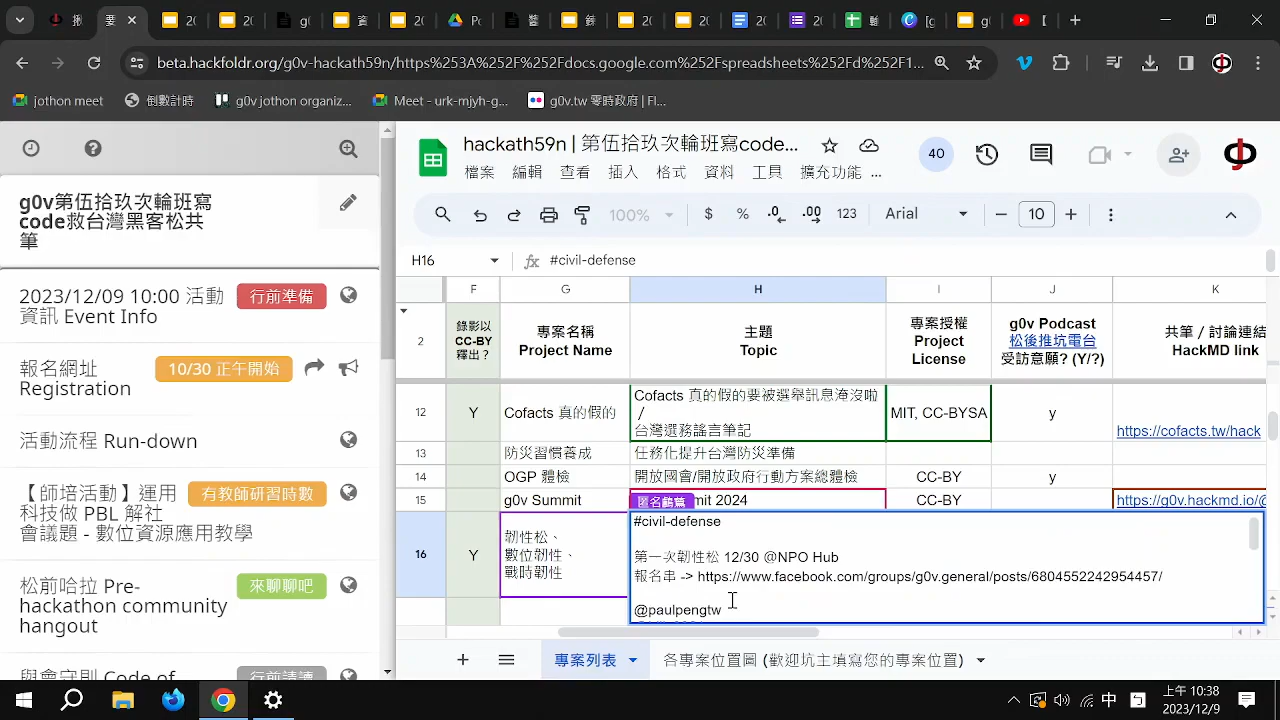 beta.hackfoldr.org/g0v-hackath59n/https%253A%252F%252Fdocs.google.com%252Fspreadsheets%252Fd%252F1...
jothon meet
倒數計時
g0v jothon organiz...
Meet - urk-mjyh-g...
g0v.tw 零時政府 | Fl...
g0v第伍拾玖次輪班寫
code救台灣黑客松共
筆
2023/12/09 10:00 活動
資訊 Event Info
行前準備
報名網址
Registration
10/30 正午開始
活動流程 Run-down
【師培活動】運用
科技做 PBL 解社
會議題 - 數位資源應用教學
有教師研習時數
松前哈拉 Pre-
hackathon community
hangout
來聊聊吧
與會守則 Code of
行前請讀
hackath59n | 第伍拾玖次輪班寫code...
40
檔案 編輯 查看 插入 格式 資料 工具 擴充功能 ...
100% $ % .0 .00 123 Arial 10
H16 fx #civil-defense
F G H I J K
2
錄影以
CC-BY
釋出？
專案名稱
Project Name
主題
Topic
專案授權
Project
License
g0v Podcast
松後推坑電台
受訪意願? (Y/?)
共筆 / 討論連結
HackMD link
12 Y Cofacts 真的假的
Cofacts 真的假的要被選舉訊息淹沒啦
/
台灣選務謠言筆記
MIT, CC-BYSA y https://cofacts.tw/hack
13 防災習慣養成 任務化提升台灣防災準備
14 OGP 體檢 開放國會/開放政府行動方案總體檢 CC-BY y
15 g0v Summit mit 2024 CC-BY https://g0v.hackmd.io/@
16 Y
韌性松、
數位韌性、
戰時韌性
#civil-defense
第一次韌性松 12/30 @NPO Hub
報名串 -> https://www.facebook.com/groups/g0v.general/posts/6804552242954457/
@paulpengtw
專案列表
各專案位置圖 (歡迎坑主填寫您的專案位置)
中
上午 10:38
2023/12/9